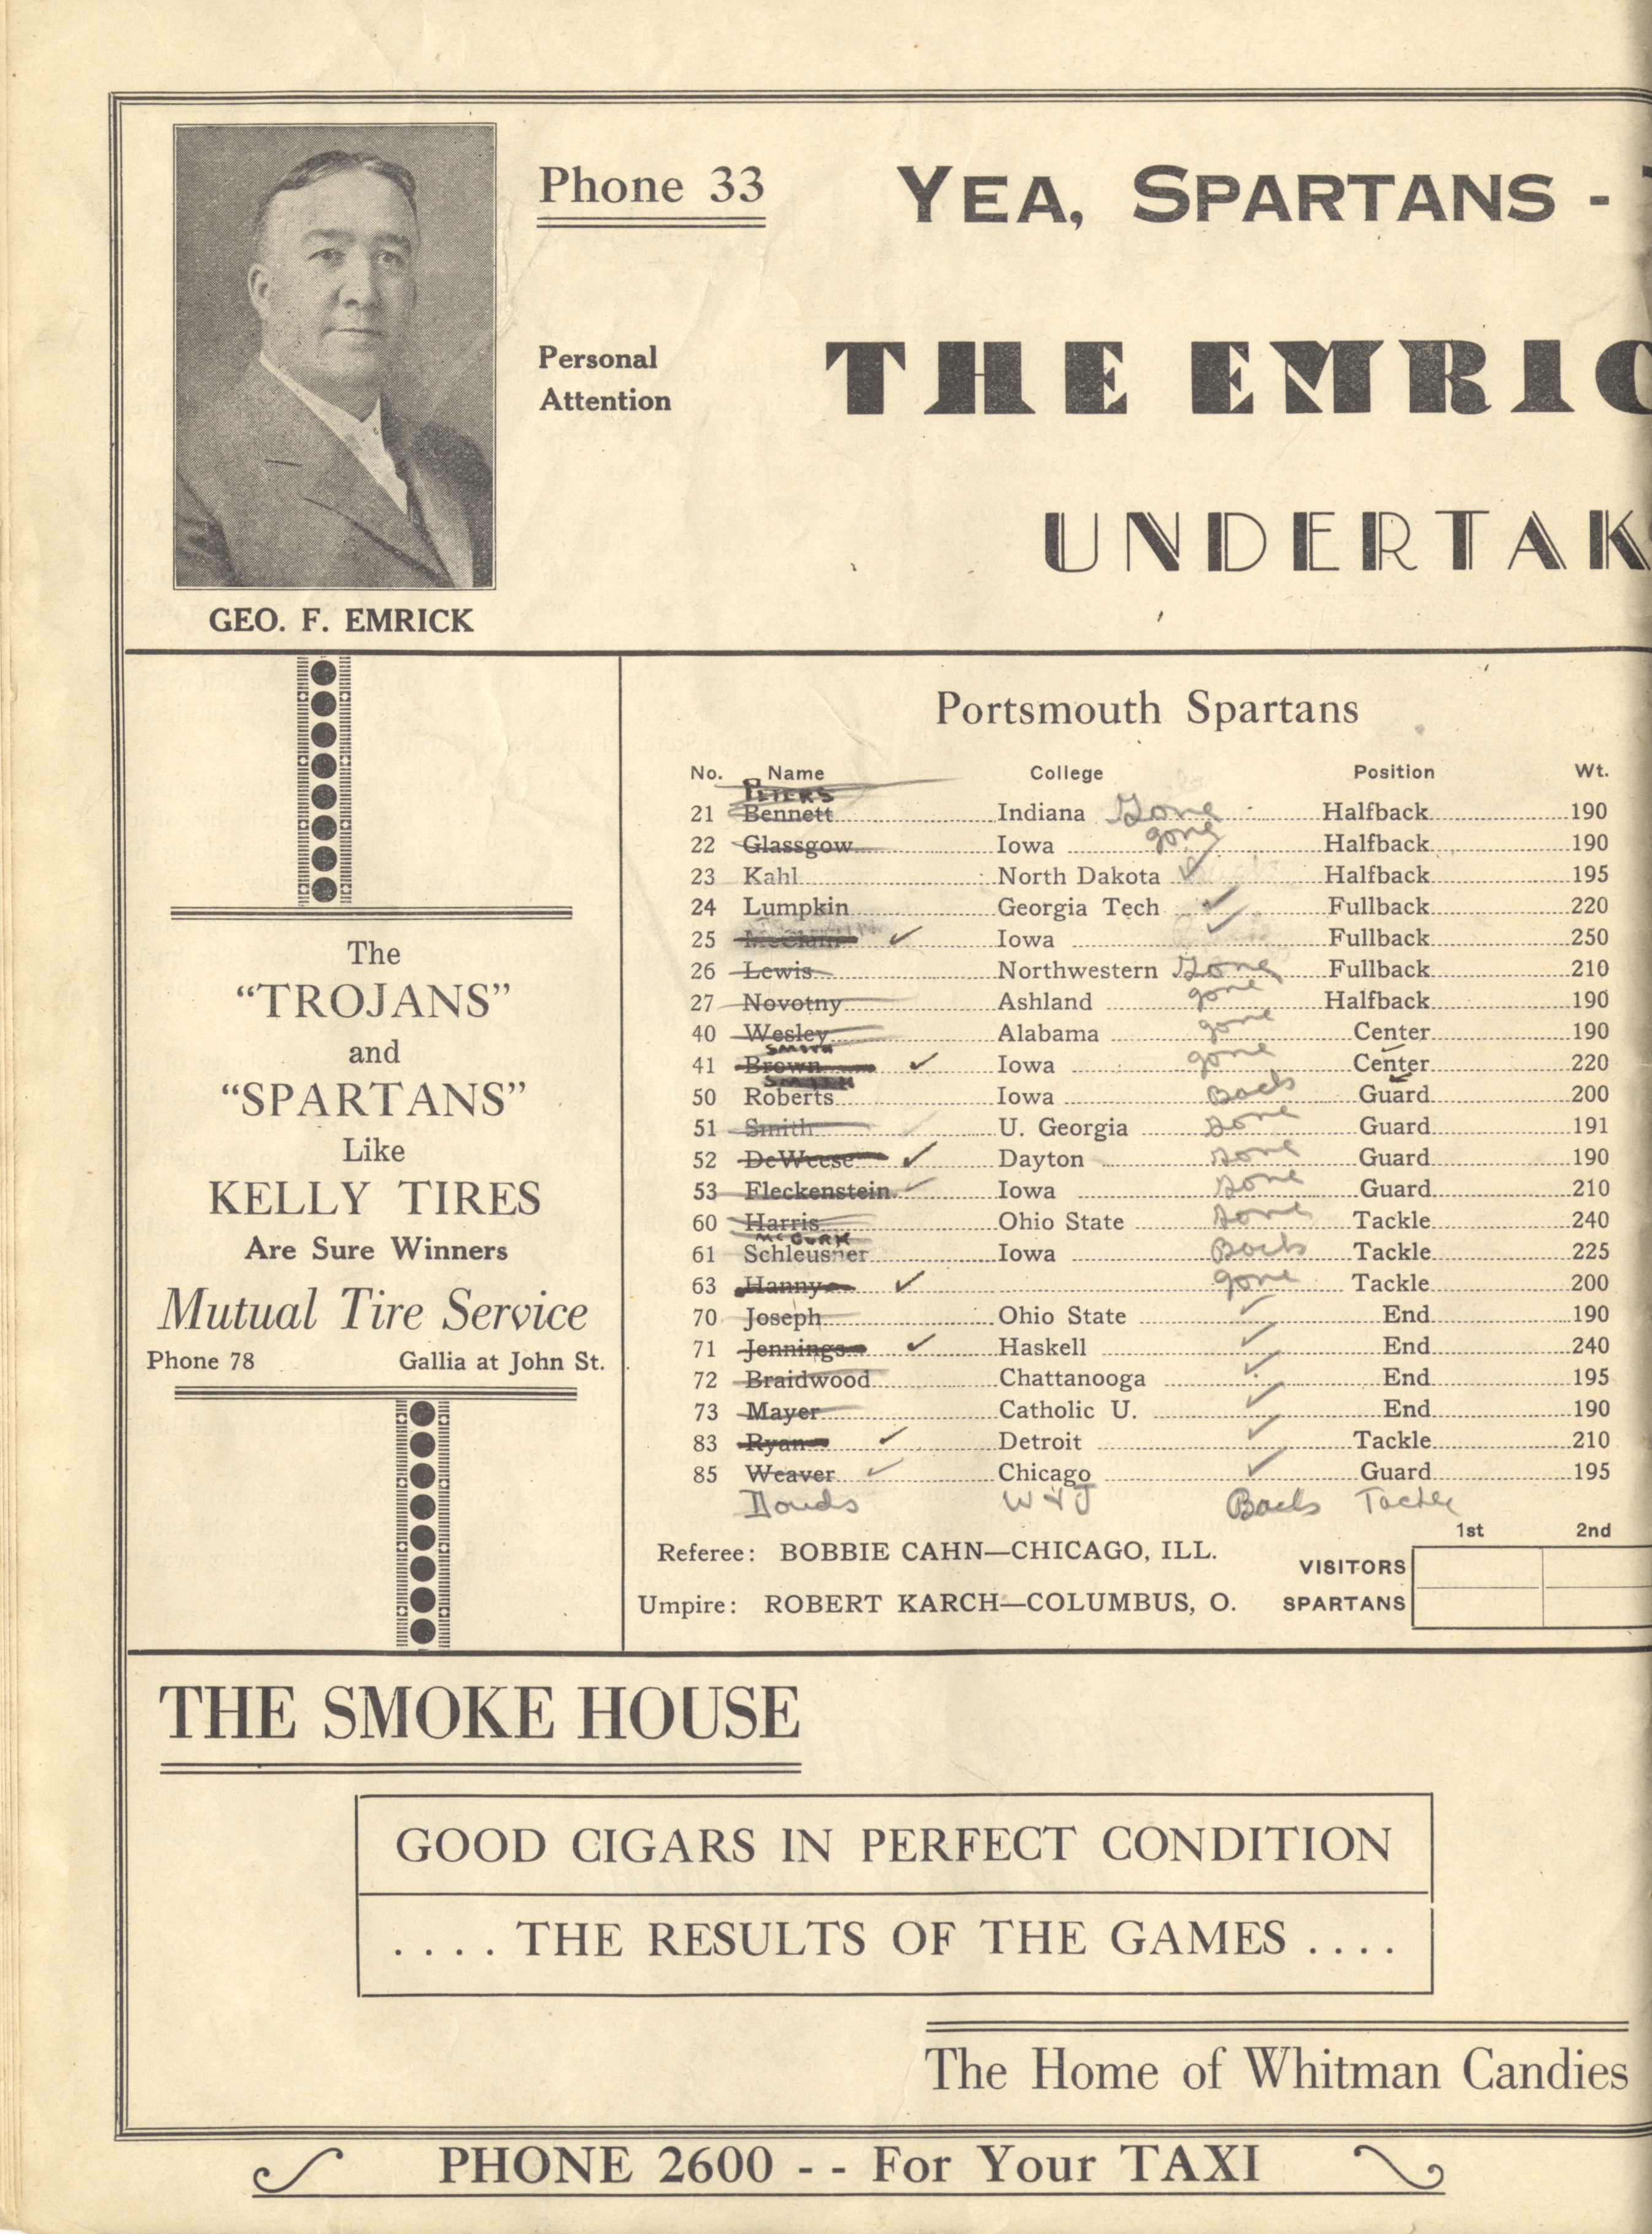 Phone 33
YEA, SPARTANS -
Personal
Attention
THE EMRIC
UNDERTAK
GEO. F. EMRICK
The
"TROJANS"
and
"SPARTANS"
Like
KELLY TIRES
Are Sure Winners
Mutual Tire Service
Phone 78 Gallia at John St.
Portsmouth Spartans
No. Name College Position Wt.
PETERS
21 Bennett Indiana Gone Halfback 190
22 Glassgow Iowa gone Halfback 190
23 Kahl North Dakota ✓ Halfback 195
24 Lumpkin Georgia Tech ✓ Fullback 220
25 McClain ✓ Iowa ✓ Fullback 250
26 Lewis Northwestern Gone Fullback 210
27 Novotny Ashland gone Halfback 190
40 Wesley Alabama gone Center 190
SMITH
41 Brown ✓ Iowa gone Center 220
SMITH
50 Roberts Iowa Back Guard 200
51 Smith U. Georgia Gone Guard 191
52 DeWeese ✓ Dayton Gone Guard 190
53 Fleckenstein ✓ Iowa Gone Guard 210
60 Harris Ohio State Gone Tackle 240
McGURK
61 Schleusner Iowa Back Tackle 225
63 Hanny ✓ gone Tackle 200
70 Joseph Ohio State ✓ End 190
71 Jennings ✓ Haskell ✓ End 240
72 Braidwood Chattanooga ✓ End 195
73 Mayer Catholic U. ✓ End 190
83 Ryan ✓ Detroit ✓ Tackle 210
85 Weaver ✓ Chicago ✓ Guard 195
Douds W & J Back Tackle
1st 2nd
Referee: BOBBIE CAHN—CHICAGO, ILL.
VISITORS
Umpire: ROBERT KARCH—COLUMBUS, O.
SPARTANS
THE SMOKE HOUSE
GOOD CIGARS IN PERFECT CONDITION
.... THE RESULTS OF THE GAMES ....
The Home of Whitman Candies
PHONE 2600 - - For Your TAXI